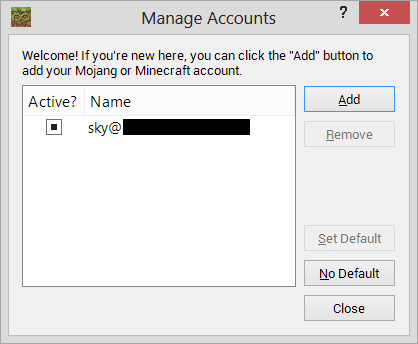 Manage Accounts
?
Welcome! If you're new here, you can click the "Add" button to
add your Mojang or Minecraft account.
Active? Name
sky@
Add
Remove
Set Default
No Default
Close